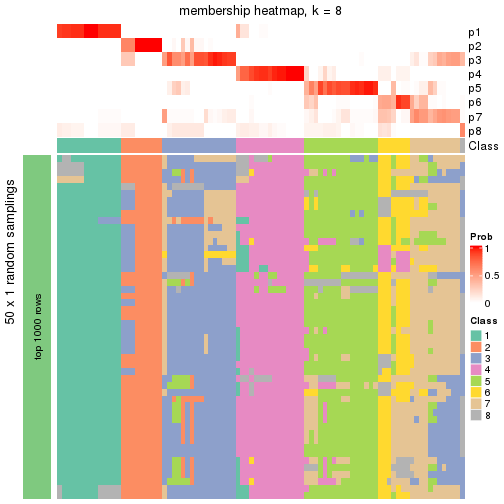 membership heatmap, k = 8
p1
p2
p3
p4
p5
p6
p7
p8
Class
50 x 1 random samplings
top 1000 rows
Prob
1
0.5
0
Class
1
2
3
4
5
6
7
8